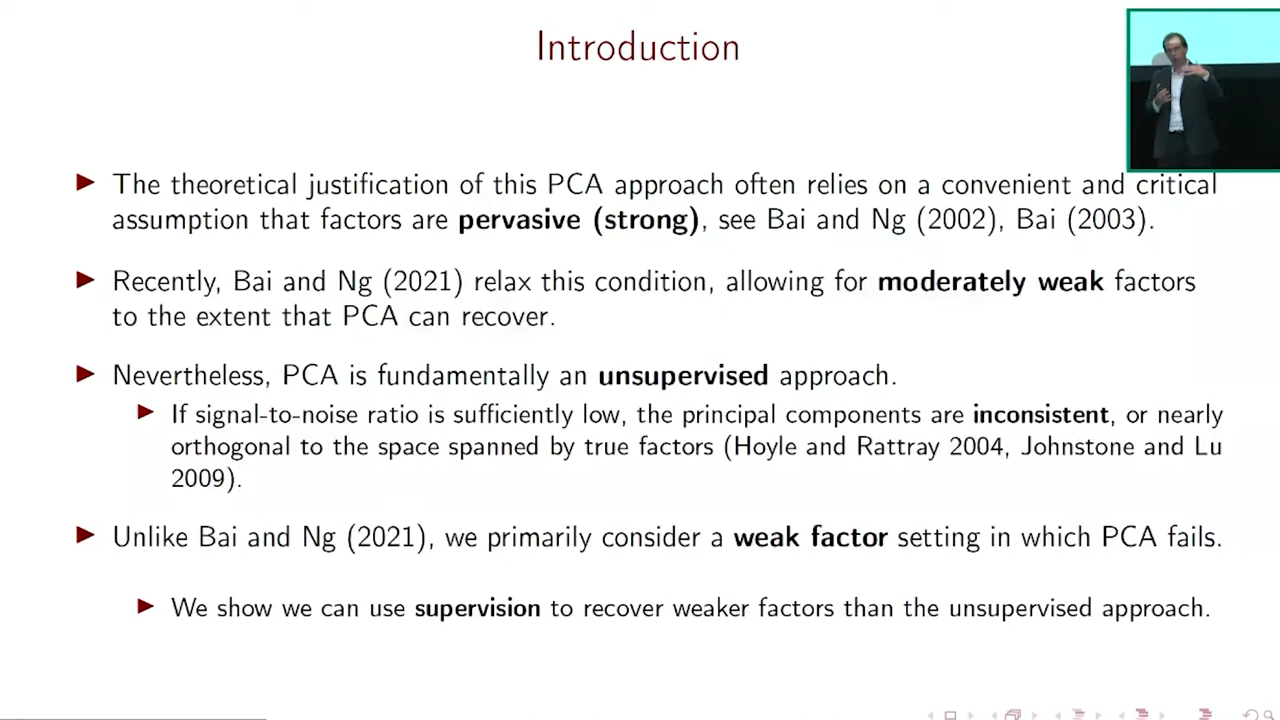 Introduction
▶ The theoretical justification of this PCA approach often relies on a convenient and critical
assumption that factors are pervasive (strong), see Bai and Ng (2002), Bai (2003).
▶ Recently, Bai and Ng (2021) relax this condition, allowing for moderately weak factors
to the extent that PCA can recover.
▶ Nevertheless, PCA is fundamentally an unsupervised approach.
▶ If signal-to-noise ratio is sufficiently low, the principal components are inconsistent, or nearly
orthogonal to the space spanned by true factors (Hoyle and Rattray 2004, Johnstone and Lu
2009).
▶ Unlike Bai and Ng (2021), we primarily consider a weak factor setting in which PCA fails.
▶ We show we can use supervision to recover weaker factors than the unsupervised approach.